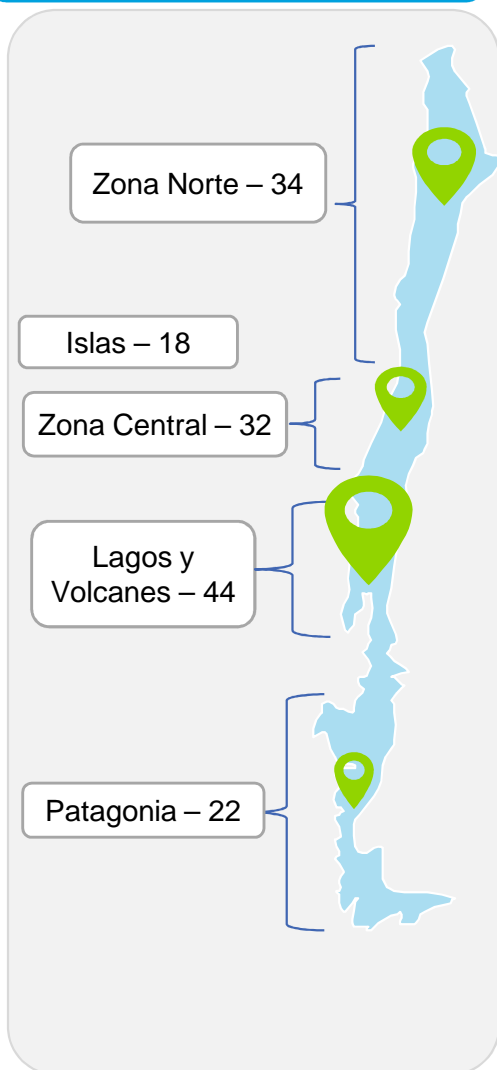 Zona Norte – 34
Islas – 18
Zona Central – 32
Lagos y
Volcanes – 44
Patagonia – 22